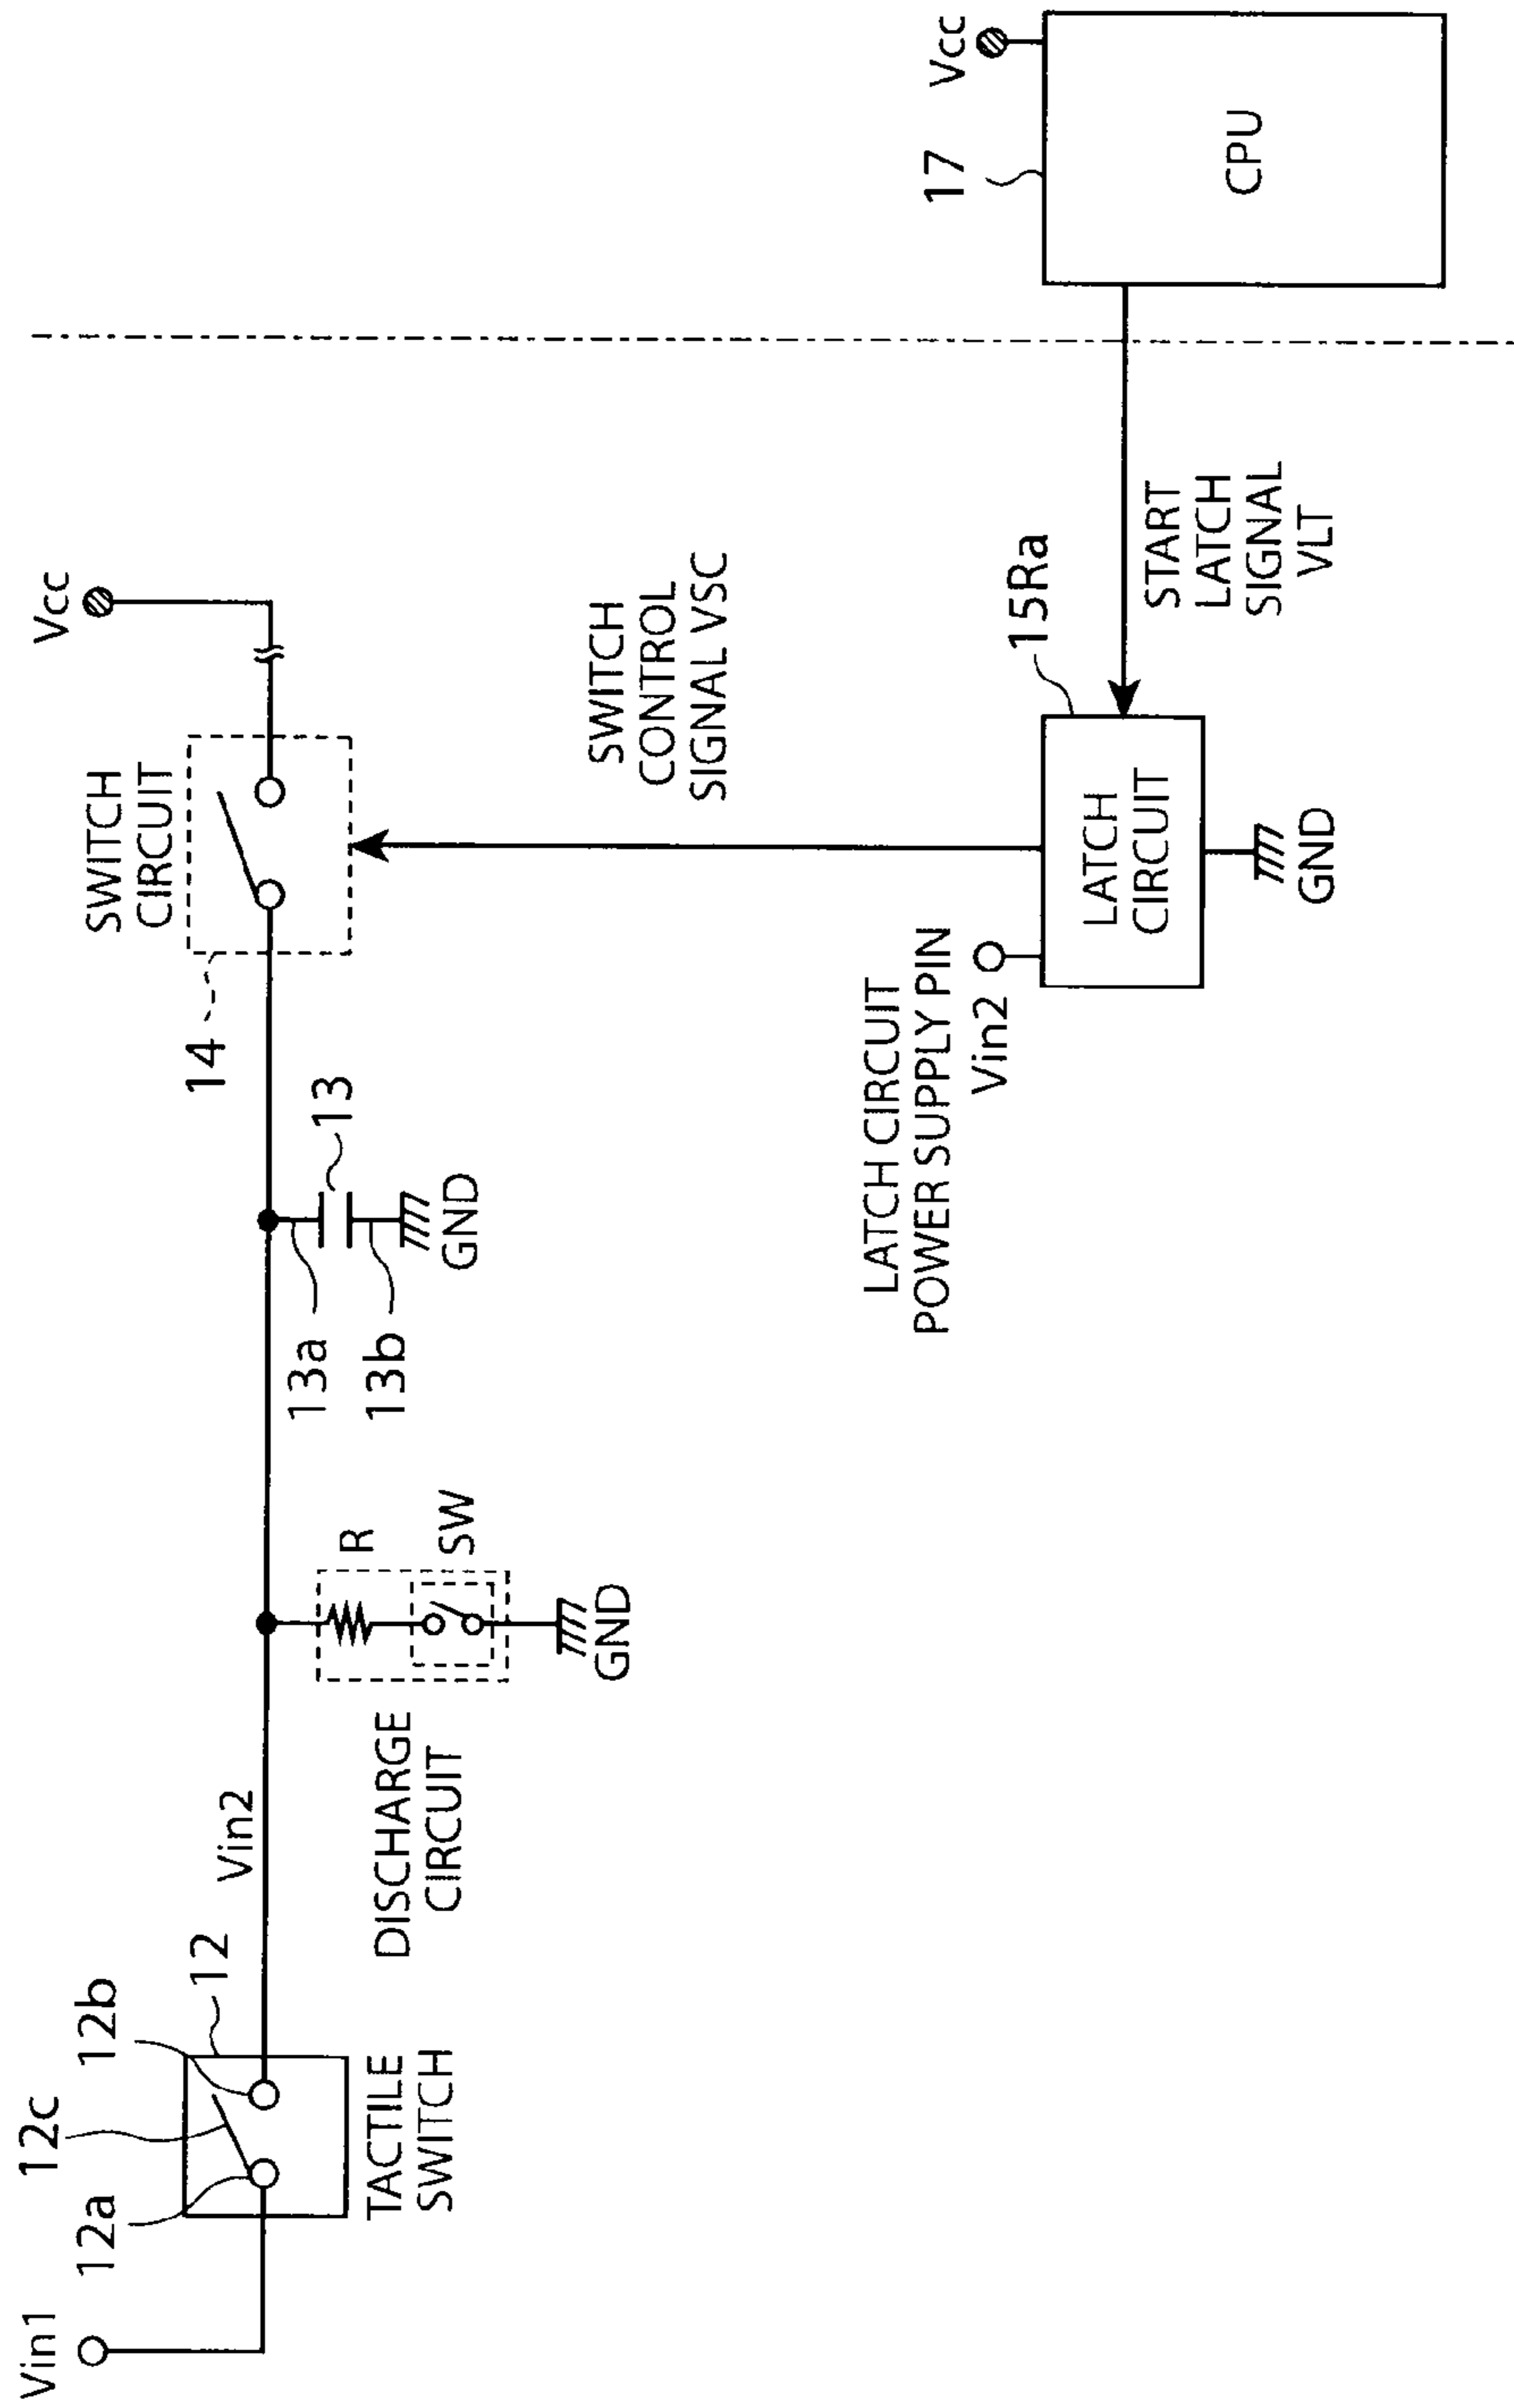 Vin1
12a
12c
12b
12
TACTILE
SWITCH
Vin2
DISCHARGE
CIRCUIT
R
SW
GND
13a
13b
13
GND
14
SWITCH
CIRCUIT
Vcc
SWITCH
CONTROL
SIGNAL VSC
LATCH CIRCUIT
POWER SUPPLY PIN
Vin2
LATCH
CIRCUIT
GND
15Ra
START
LATCH
SIGNAL
VLT
17
Vcc
CPU